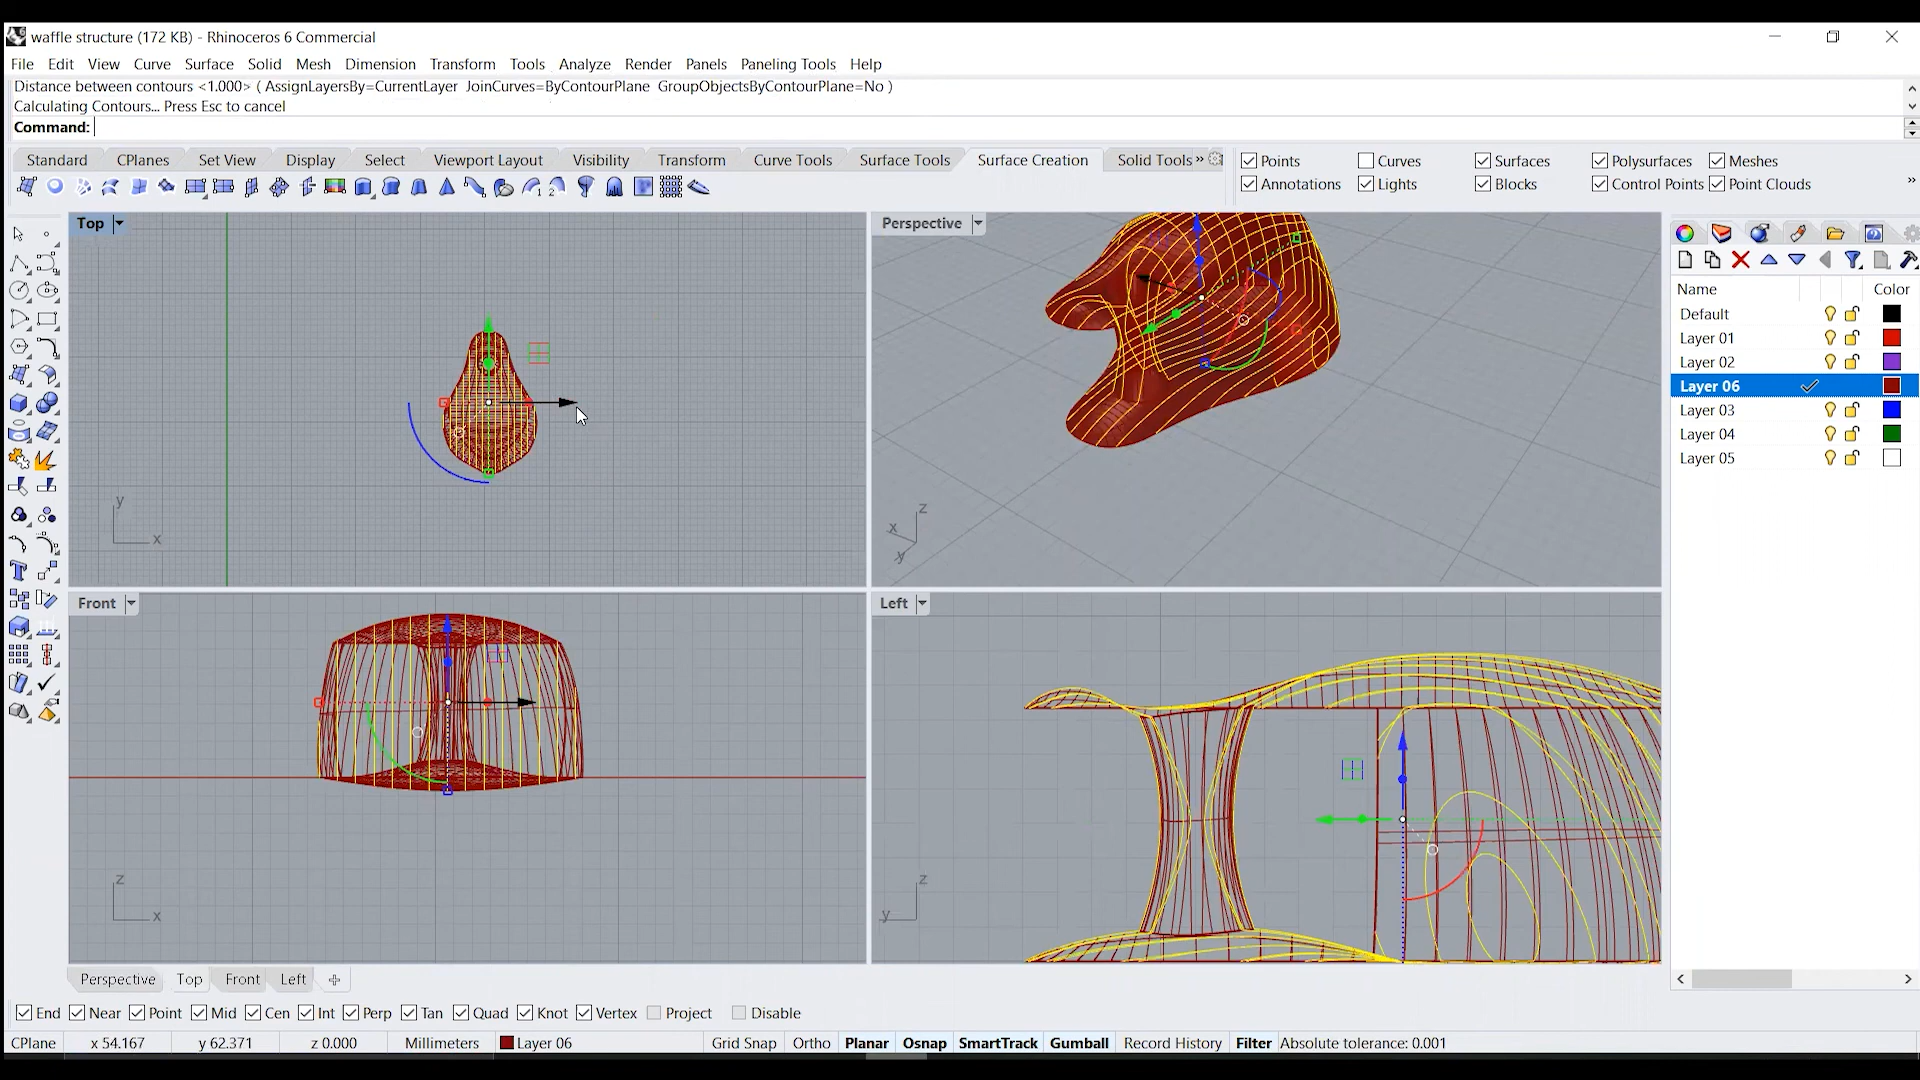 waffle structure (172 KB) - Rhinoceros 6 Commercial
File Edit View Curve Surface Solid Mesh Dimension Transform Tools Analyze Render Panels Paneling Tools Help
Distance between contours <1.000> ( AssignLayersBy=CurrentLayer JoinCurves=ByContourPlane GroupObjectsByContourPlane=No )
Calculating Contours... Press Esc to cancel
Command:
Standard CPlanes Set View Display Select Viewport Layout Visibility Transform Curve Tools Surface Tools Surface Creation Solid Tools »
Points Curves Surfaces Polysurfaces Meshes
Annotations Lights Blocks Control Points Point Clouds »
Top
Perspective
Name Color
Default
Layer 01
Layer 02
Layer 06
Layer 03
Layer 04
Layer 05
y
x
z
x
y
Front
Left
z
x
z
y
Perspective Top Front Left
End Near Point Mid Cen Int Perp Tan Quad Knot Vertex Project Disable
CPlane x 54.167 y 62.371 z 0.000 Millimeters Layer 06 Grid Snap Ortho Planar Osnap SmartTrack Gumball Record History Filter Absolute tolerance: 0.001